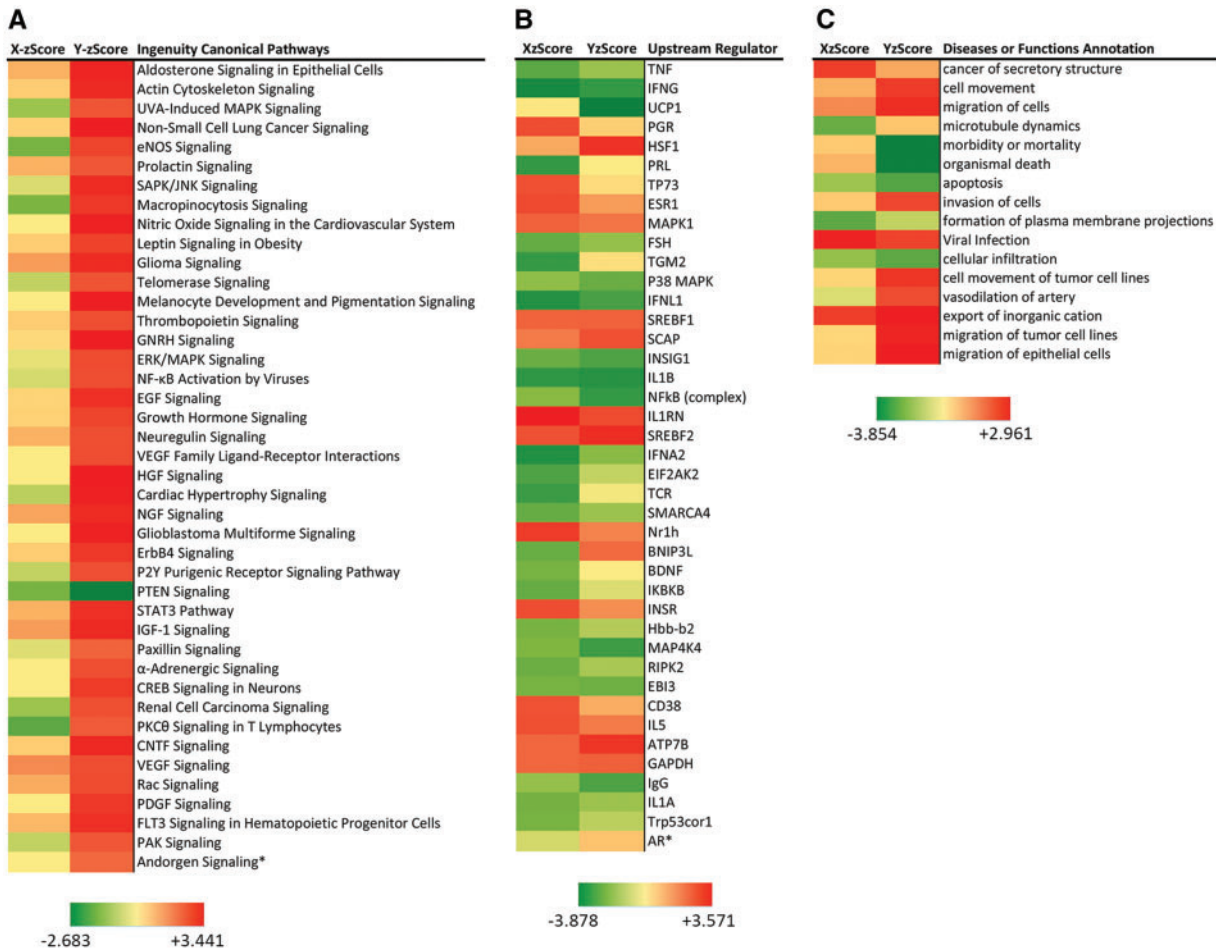 A
X-zScore Y-zScore Ingenuity Canonical Pathways
Aldosterone Signaling in Epithelial Cells
Actin Cytoskeleton Signaling
UVA-Induced MAPK Signaling
Non-Small Cell Lung Cancer Signaling
eNOS Signaling
Prolactin Signaling
SAPK/JNK Signaling
Macropinocytosis Signaling
Nitric Oxide Signaling in the Cardiovascular System
Leptin Signaling in Obesity
Glioma Signaling
Telomerase Signaling
Melanocyte Development and Pigmentation Signaling
Thrombopoietin Signaling
GNRH Signaling
ERK/MAPK Signaling
NF-κB Activation by Viruses
EGF Signaling
Growth Hormone Signaling
Neuregulin Signaling
VEGF Family Ligand-Receptor Interactions
HGF Signaling
Cardiac Hypertrophy Signaling
NGF Signaling
Glioblastoma Multiforme Signaling
ErbB4 Signaling
P2Y Purigenic Receptor Signaling Pathway
PTEN Signaling
STAT3 Pathway
IGF-1 Signaling
Paxillin Signaling
α-Adrenergic Signaling
CREB Signaling in Neurons
Renal Cell Carcinoma Signaling
PKCθ Signaling in T Lymphocytes
CNTF Signaling
VEGF Signaling
Rac Signaling
PDGF Signaling
FLT3 Signaling in Hematopoietic Progenitor Cells
PAK Signaling
Andorgen Signaling*
-2.683 +3.441
B
XzScore YzScore Upstream Regulator
TNF
IFNG
UCP1
PGR
HSF1
PRL
TP73
ESR1
MAPK1
FSH
TGM2
P38 MAPK
IFNL1
SREBF1
SCAP
INSIG1
IL1B
NFkB (complex)
IL1RN
SREBF2
IFNA2
EIF2AK2
TCR
SMARCA4
Nr1h
BNIP3L
BDNF
IKBKB
INSR
Hbb-b2
MAP4K4
RIPK2
EBI3
CD38
IL5
ATP7B
GAPDH
IgG
IL1A
Trp53cor1
AR*
-3.878 +3.571
C
XzScore YzScore Diseases or Functions Annotation
cancer of secretory structure
cell movement
migration of cells
microtubule dynamics
morbidity or mortality
organismal death
apoptosis
invasion of cells
formation of plasma membrane projections
Viral Infection
cellular infiltration
cell movement of tumor cell lines
vasodilation of artery
export of inorganic cation
migration of tumor cell lines
migration of epithelial cells
-3.854 +2.961